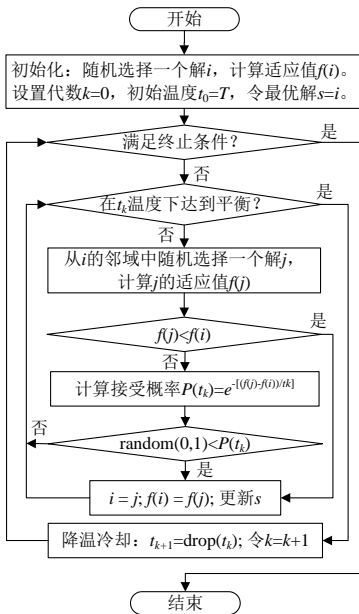 开始
初始化：随机选择一个解i，计算适应值f(i)。
设置代数k=0，初始温度t₀=T，令最优解s=i。
满足终止条件？
是
否
在tₖ温度下达到平衡？
是
否
从i的邻域中随机选择一个解j，
计算j的适应值f(j)
f(j)<f(i)
是
否
计算接受概率P(tₖ)=e^-[(f(j)-f(i))/tk]
否
random(0,1)<P(tₖ)
是
i = j; f(i) = f(j); 更新s
降温冷却：tₖ₊₁=drop(tₖ); 令k=k+1
结束